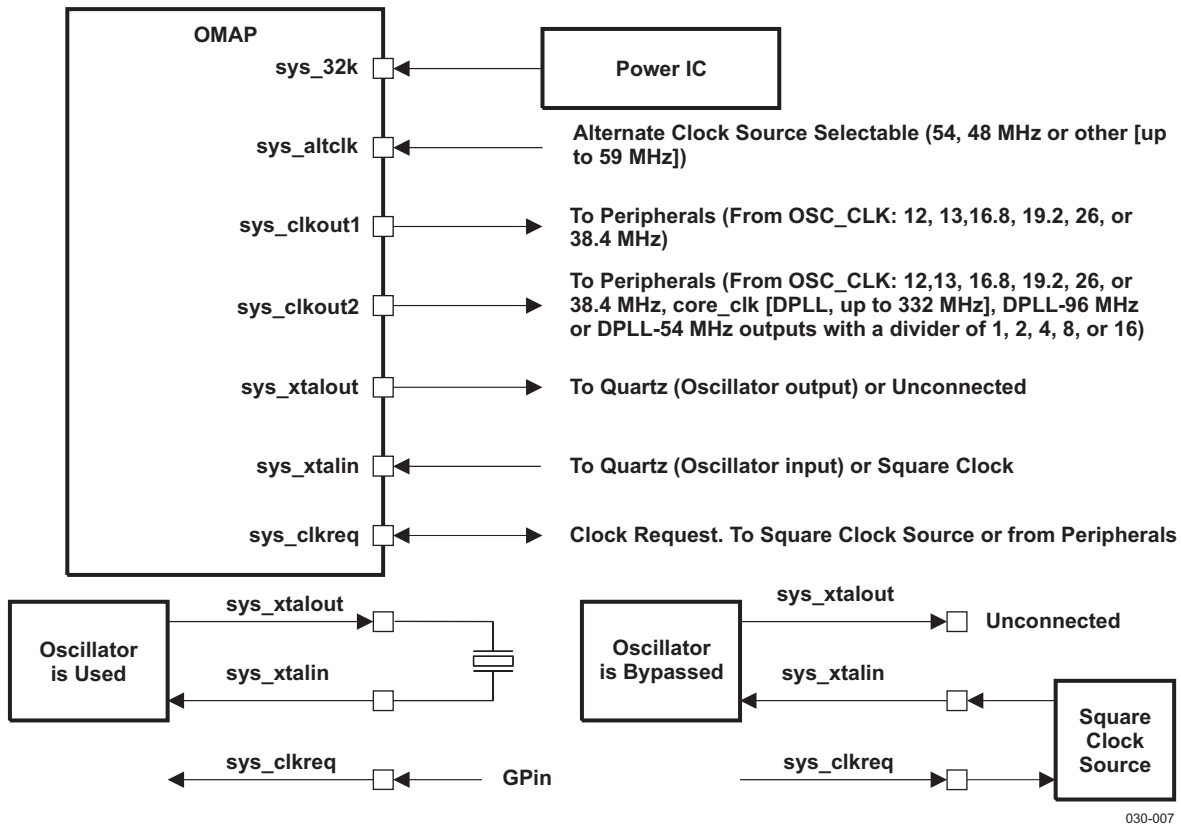 OMAP
sys_32k
Power IC
sys_altclk
Alternate Clock Source Selectable (54, 48 MHz or other [up
to 59 MHz])
sys_clkout1
To Peripherals (From OSC_CLK: 12, 13,16.8, 19.2, 26, or
38.4 MHz)
sys_clkout2
To Peripherals (From OSC_CLK: 12,13, 16.8, 19.2, 26, or
38.4 MHz, core_clk [DPLL, up to 332 MHz], DPLL-96 MHz
or DPLL-54 MHz outputs with a divider of 1, 2, 4, 8, or 16)
sys_xtalout
To Quartz (Oscillator output) or Unconnected
sys_xtalin
To Quartz (Oscillator input) or Square Clock
sys_clkreq
Clock Request. To Square Clock Source or from Peripherals
Oscillator
is Used
sys_xtalout
sys_xtalin
sys_clkreq
GPin
Oscillator
is Bypassed
sys_xtalout
Unconnected
sys_xtalin
sys_clkreq
Square
Clock
Source
030-007